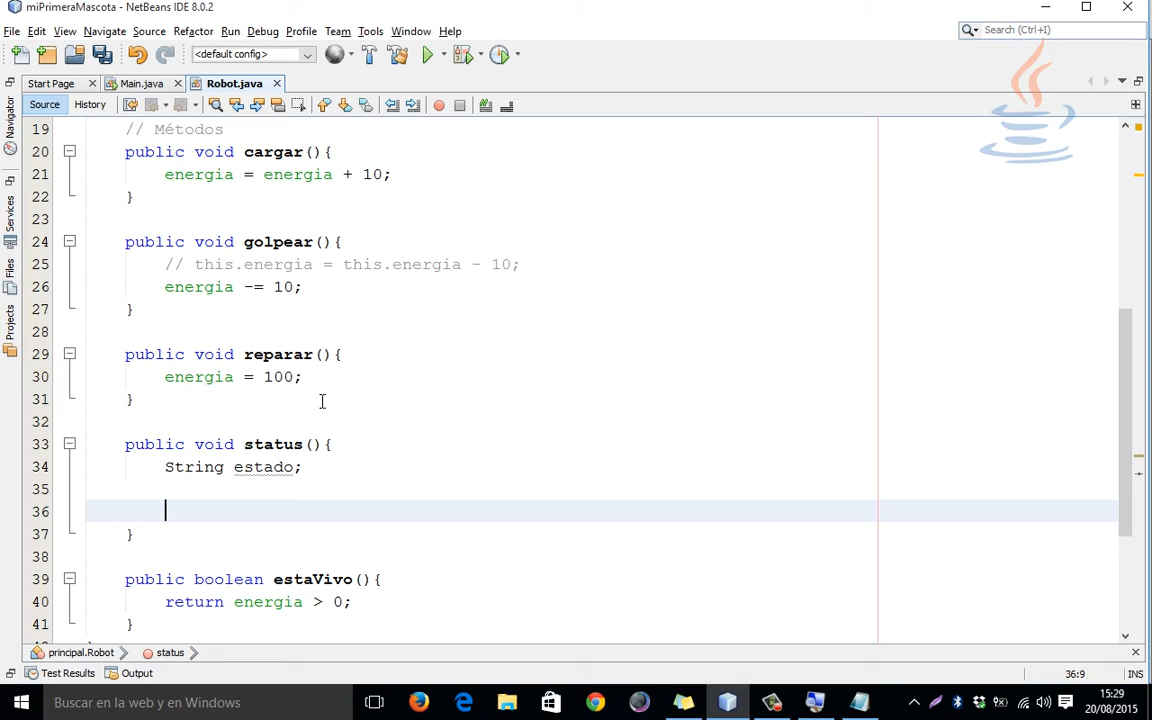 miPrimeraMascota - NetBeans IDE 8.0.2
File Edit View Navigate Source Refactor Run Debug Profile Team Tools Window Help
Search (Ctrl+I)
<default config>
Start Page Main.java Robot.java
Source History
Navigator
Services
Files
Projects
19 // Métodos
20 public void cargar(){
21 energia = energia + 10;
22 }
23
24 public void golpear(){
25 // this.energia = this.energia - 10;
26 energia -= 10;
27 }
28
29 public void reparar(){
30 energia = 100;
31 }
32
33 public void status(){
34 String estado;
35
36
37 }
38
39 public boolean estaVivo(){
40 return energia > 0;
41 }
principal.Robot status
Test Results Output
36:9 INS
Buscar en la web y en Windows
15:29
20/08/2015